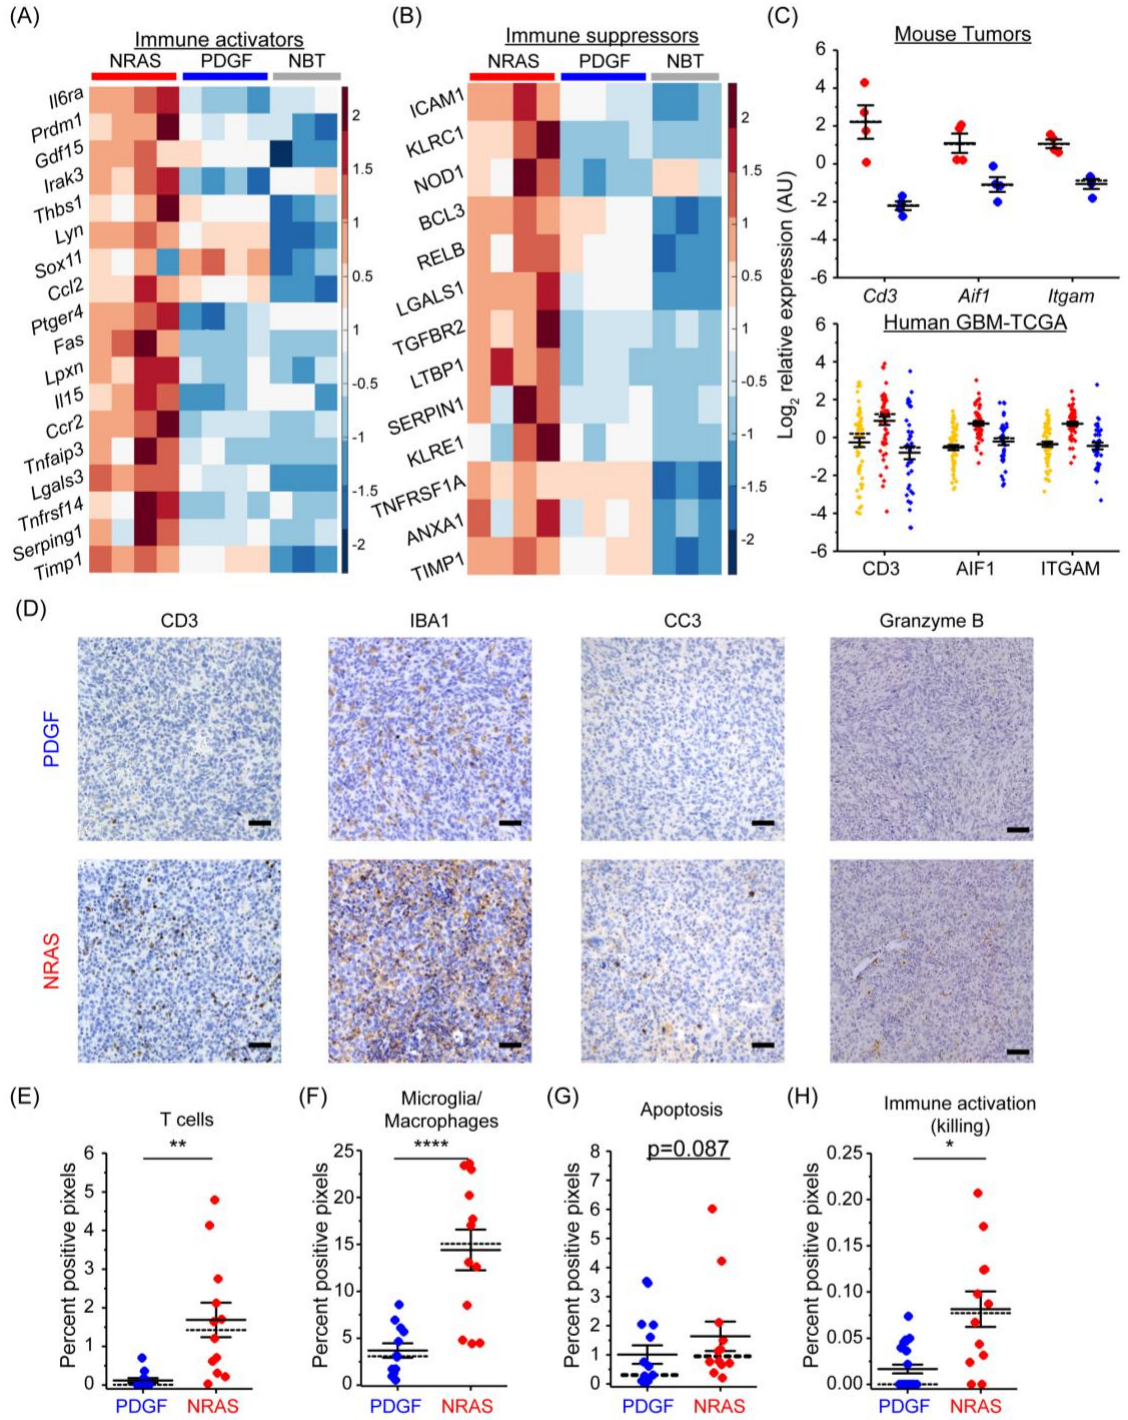 (A)
Immune activators
NRAS PDGF NBT
Il6ra
Prdm1
Gdf15
Irak3
Thbs1
Lyn
Sox11
Ccl2
Ptger4
Fas
Lpxn
Il15
Ccr2
Tnfaip3
Lgals3
Tnfrsf14
Serping1
Timp1
2
1.5
1
0.5
1
-0.5
-1
-1.5
-2
(B)
Immune suppressors
NRAS PDGF NBT
ICAM1
KLRC1
NOD1
BCL3
RELB
LGALS1
TGFBR2
LTBP1
SERPIN1
KLRE1
TNFRSF1A
ANXA1
TIMP1
2
1.5
1
0.5
1
-0.5
-1
-1.5
-2
(C)
Mouse Tumors
Log2 relative expression (AU)
6
4
2
0
-2
-4
-6
Cd3 Aif1 Itgam
Human GBM-TCGA
6
4
2
0
-2
-4
-6
CD3 AIF1 ITGAM
(D)
CD3 IBA1 CC3 Granzyme B
PDGF
NRAS
(E)
T cells
**
Percent positive pixels
6
5
4
3
2
1
0
PDGF NRAS
(F)
Microglia/
Macrophages
****
Percent positive pixels
25
20
15
10
5
0
PDGF NRAS
(G)
Apoptosis
p=0.087
Percent positive pixels
8
7
6
5
4
3
2
1
0
PDGF NRAS
(H)
Immune activation
(killing)
*
Percent positive pixels
0.25
0.20
0.15
0.10
0.050
0.00
PDGF NRAS